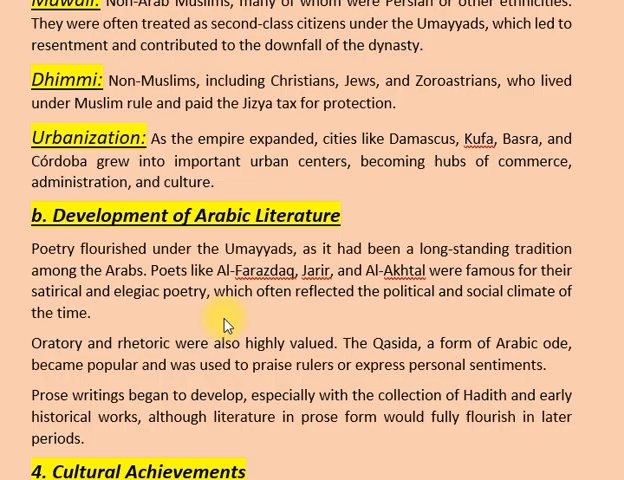 Mawali: Non-Arab Muslims, many of whom were Persian or other ethnicities.
They were often treated as second-class citizens under the Umayyads, which led to
resentment and contributed to the downfall of the dynasty.
Dhimmi: Non-Muslims, including Christians, Jews, and Zoroastrians, who lived
under Muslim rule and paid the Jizya tax for protection.
Urbanization: As the empire expanded, cities like Damascus, Kufa, Basra, and
Córdoba grew into important urban centers, becoming hubs of commerce,
administration, and culture.
b. Development of Arabic Literature
Poetry flourished under the Umayyads, as it had been a long-standing tradition
among the Arabs. Poets like Al-Farazdaq, Jarir, and Al-Akhtal were famous for their
satirical and elegiac poetry, which often reflected the political and social climate of
the time.
Oratory and rhetoric were also highly valued. The Qasida, a form of Arabic ode,
became popular and was used to praise rulers or express personal sentiments.
Prose writings began to develop, especially with the collection of Hadith and early
historical works, although literature in prose form would fully flourish in later
periods.
4. Cultural Achievements